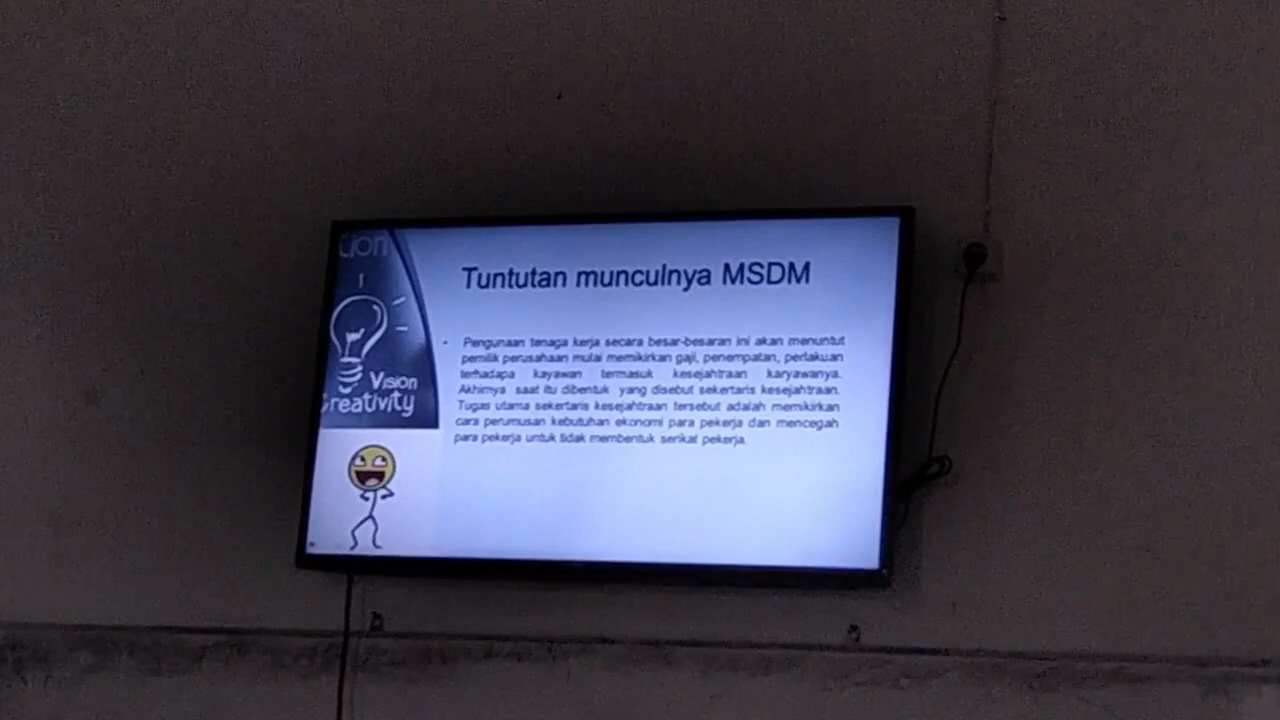 tion
Tuntutan munculnya MSDM
• Pengunaan tenaga kerja secara besar-besaran ini akan menuntut
pemilik perusahaan mulai memikirkan gaji, penempatan, perlakuan
terhadapa kayawan termasuk kesejahtraan karyawanya.
Akhirnya saat itu dibentuk yang disebut sekertaris kesejahtraan.
Tugas utama sekertaris kesejahtraan tersebut adalah memikirkan
cara perumusan kebutuhan ekonomi para pekerja dan mencegah
para pekerja untuk tidak membentuk serikat pekerja.
Vision
Creativity